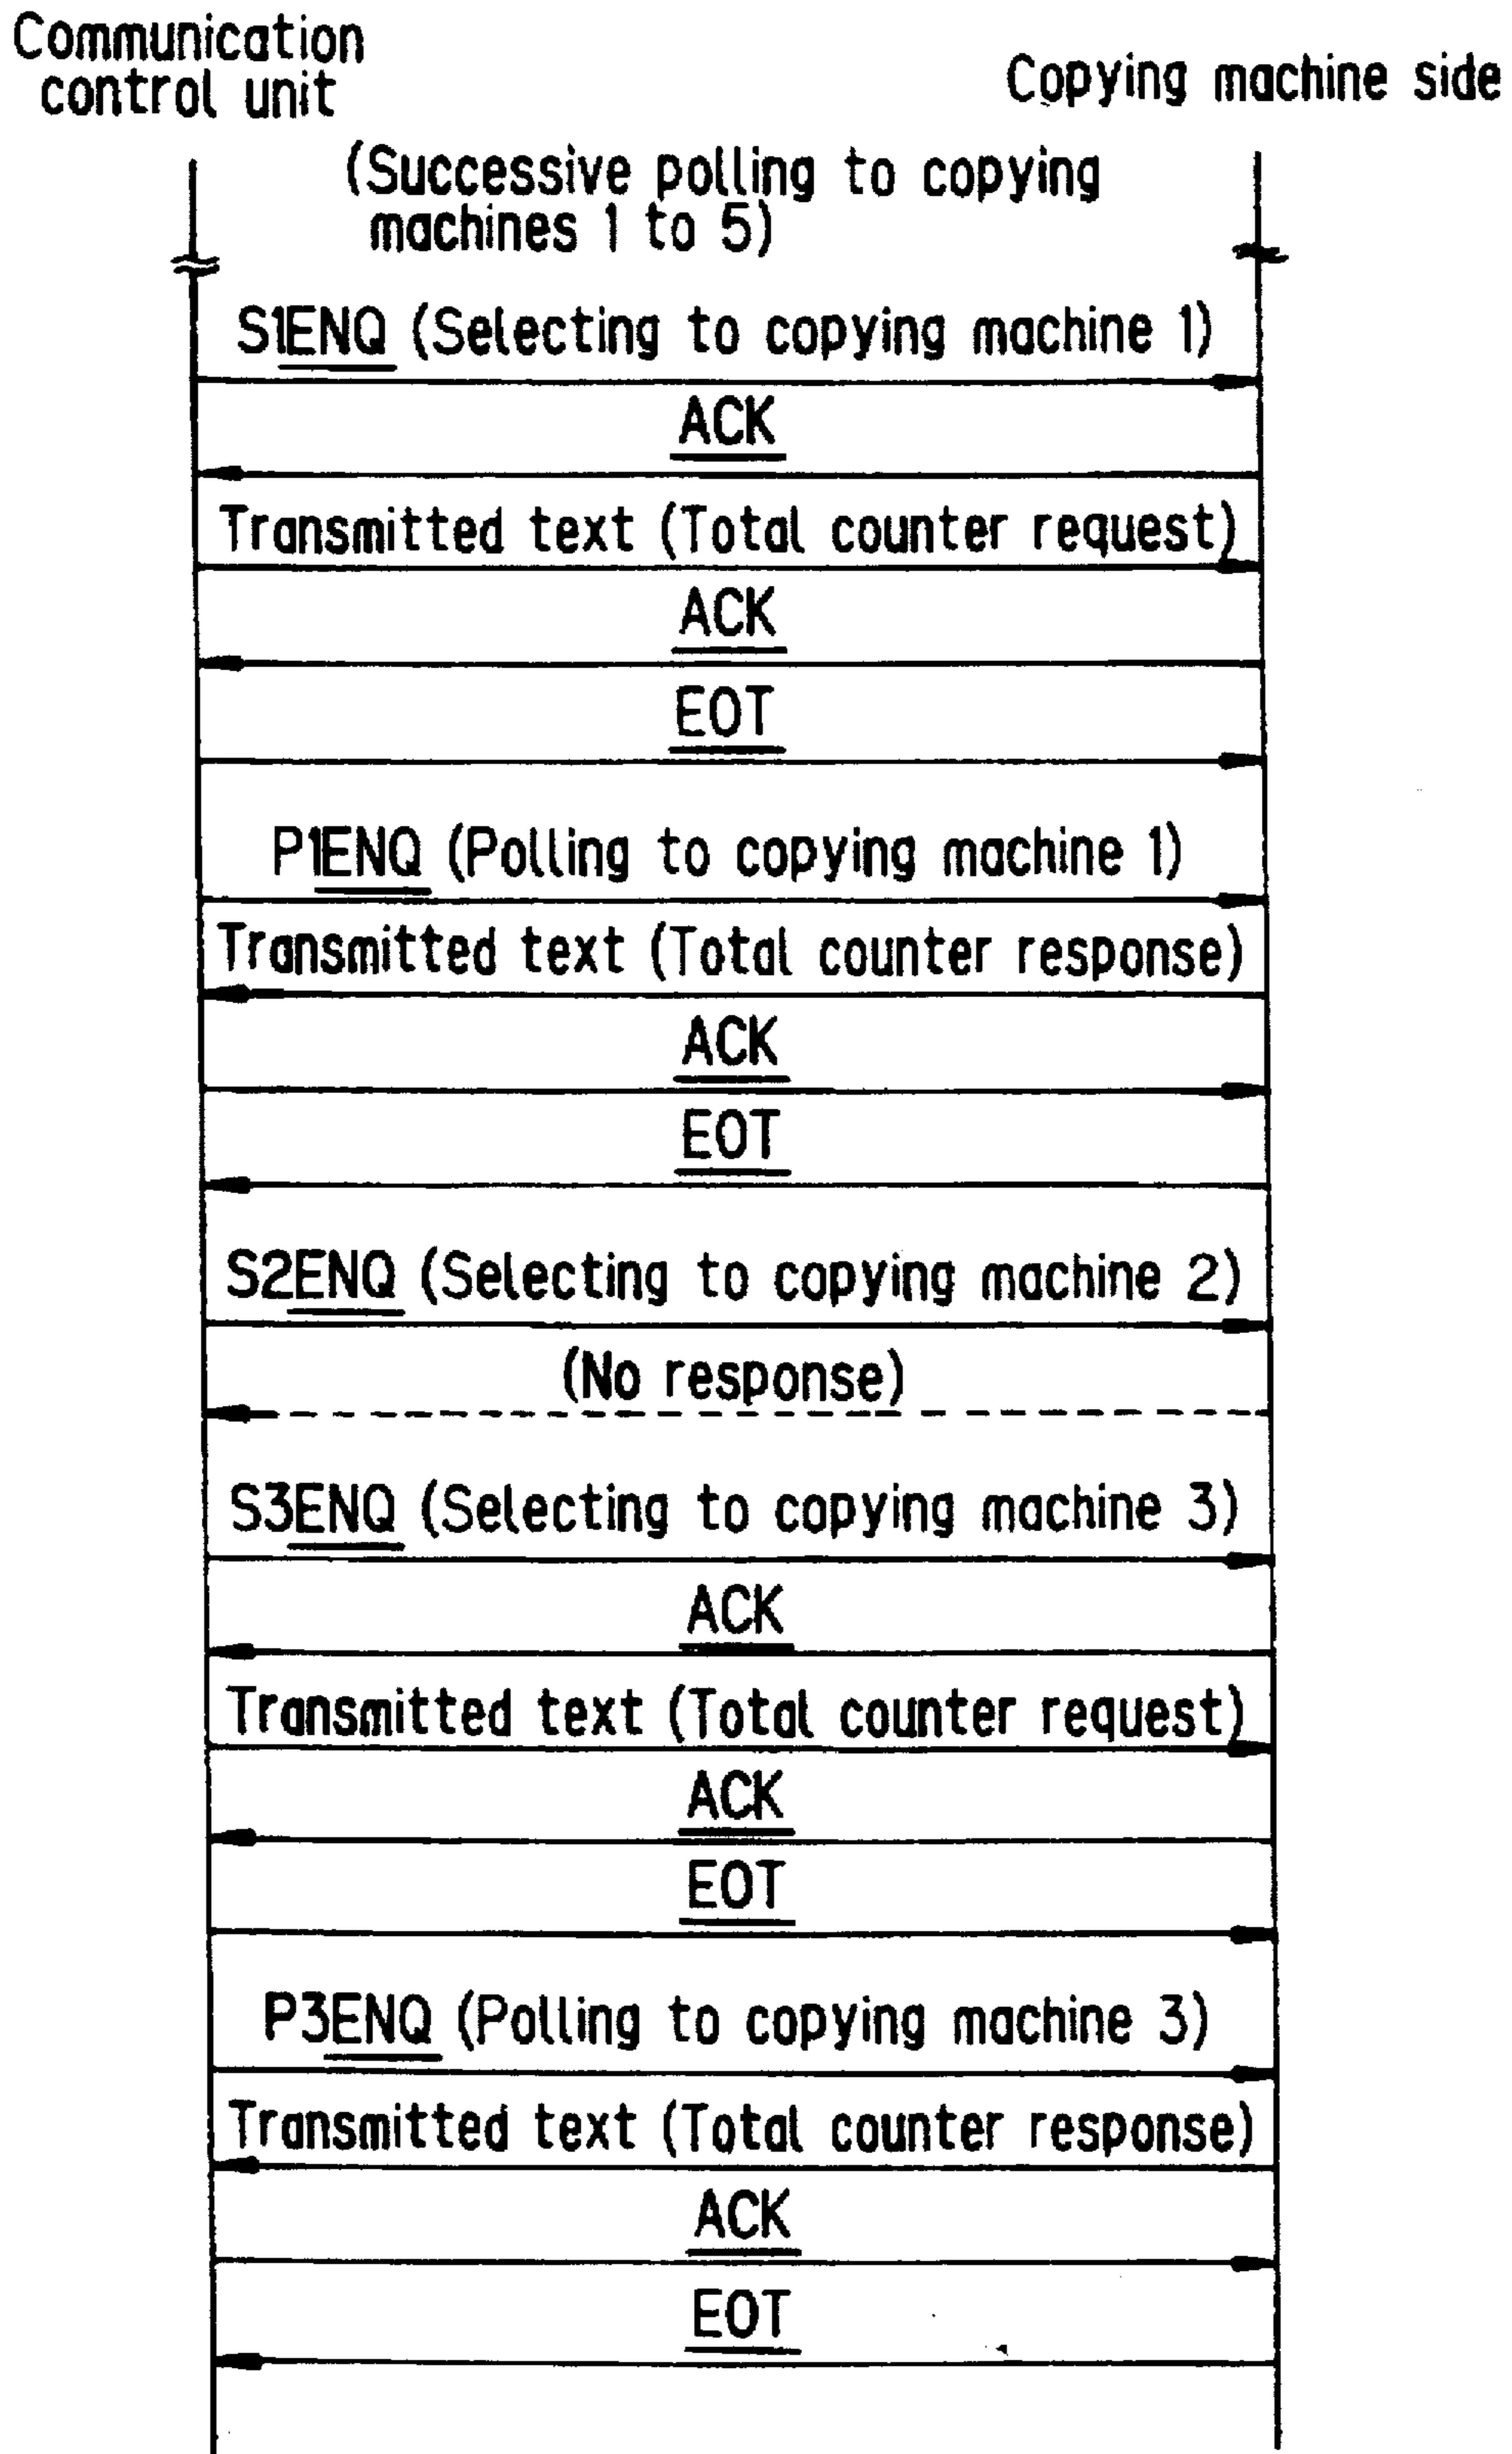 Communication
control unit
Copying machine side
(Successive polling to copying
machines 1 to 5)
S1ENQ (Selecting to copying machine 1)
ACK
Transmitted text (Total counter request)
ACK
EOT
P1ENQ (Polling to copying machine 1)
Transmitted text (Total counter response)
ACK
EOT
S2ENQ (Selecting to copying machine 2)
(No response)
S3ENQ (Selecting to copying machine 3)
ACK
Transmitted text (Total counter request)
ACK
EOT
P3ENQ (Polling to copying machine 3)
Transmitted text (Total counter response)
ACK
EOT